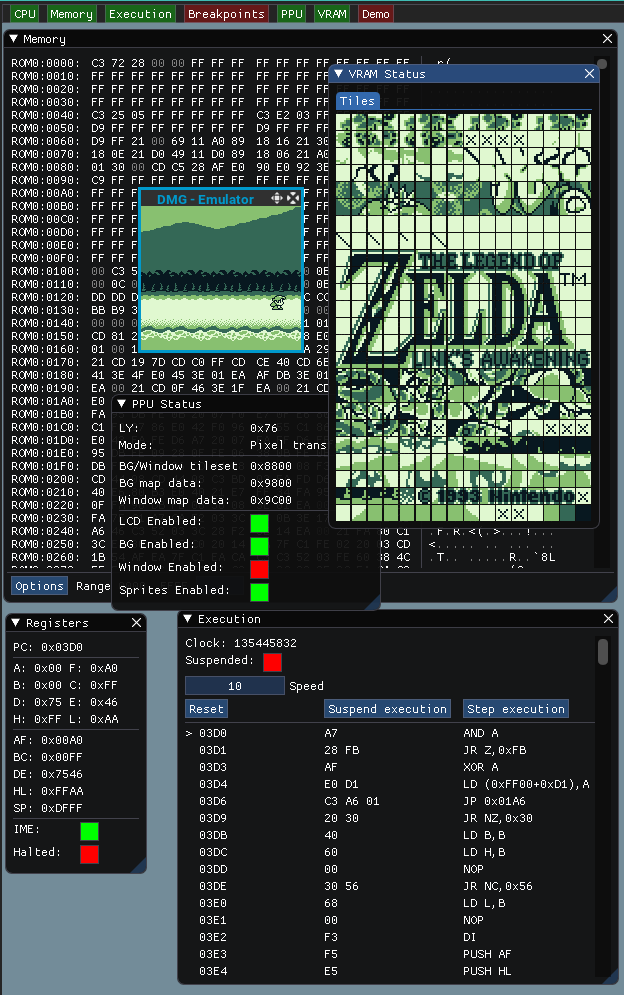 CPU Memory Execution Breakpoints PPU VRAM Demo
Memory
ROM0:0000: C3 72 28 00 00 FF FF FF FF FF FF
ROM0:0010: FF FF FF FF FF FF FF FF FF FF FF
ROM0:0020: FF FF FF FF FF FF FF FF FF FF FF
ROM0:0030: FF FF FF FF FF FF FF FF FF FF FF
ROM0:0040: C3 25 05 FF FF FF FF FF C3 E2 03 FF
ROM0:0050: D9 FF FF FF FF FF FF FF D9 FF FF
ROM0:0060: D9 FF 21 00 69 11 A0 89 18 16 21 30
ROM0:0070: 18 0E 21 D0 49 11 D0 89 18 06 21 A0
ROM0:0080: 01 30 00 CD C5 28 AF E0 90 E0 92 3E
ROM0:0090: C9 FF FF FF
ROM0:00A0: FF FF
ROM0:00B0: FF FF
ROM0:00C0: FF FF
ROM0:00D0: FF FF
ROM0:00E0: FF FF
ROM0:00F0: FF FF
ROM0:0100: 00 C3
ROM0:0110: 00 0C
ROM0:0120: DD DD
ROM0:0130: BB B9
ROM0:0140: 00 00
ROM0:0150: CD 81
ROM0:0160: 01 00
ROM0:0170: 21 CD 19 7D CD C0 FF CD CE 40 CD
ROM0:0180: 41 3E 4F E0 45 3E 01 EA AF DB 3E 01
ROM0:0190: EA 00 21 CD 0F 46 3E 1F EA 00 21 CD
ROM0:01A0: E0
ROM0:01B0: FA
ROM0:01C0: C1
ROM0:01D0: E0
ROM0:01E0: 95
ROM0:01F0: DB
ROM0:0200: CD
ROM0:0210: 40
ROM0:0220: 0F
ROM0:0230: FA
ROM0:0240: A6
ROM0:0250: 3C
ROM0:0260: 1B
Options Range
DMG - Emulator
VRAM Status
Tiles
THE LEGEND OF
ZELDA™
LINK'S AWAKENING
© 1993 Nintendo
PPU Status
LY: 0x76
Mode: Pixel trans
BG/Window tileset 0x8800
BG map data: 0x9800
Window map data: 0x9C00
LCD Enabled:
BG Enabled:
Window Enabled:
Sprites Enabled:
Registers
PC: 0x03D0
A: 0x00 F: 0xA0
B: 0x00 C: 0xFF
D: 0x75 E: 0x46
H: 0xFF L: 0xAA
AF: 0x00A0
BC: 0x00FF
DE: 0x7546
HL: 0xFFAA
SP: 0xDFFF
IME:
Halted:
Execution
Clock: 135445832
Suspended:
10 Speed
Reset Suspend execution Step execution
> 03D0 A7 AND A
03D1 28 FB JR Z,0xFB
03D3 AF XOR A
03D4 E0 D1 LD (0xFF00+0xD1),A
03D6 C3 A6 01 JP 0x01A6
03D9 20 30 JR NZ,0x30
03DB 40 LD B,B
03DC 60 LD H,B
03DD 00 NOP
03DE 30 56 JR NC,0x56
03E0 68 LD L,B
03E1 00 NOP
03E2 F3 DI
03E3 F5 PUSH AF
03E4 E5 PUSH HL